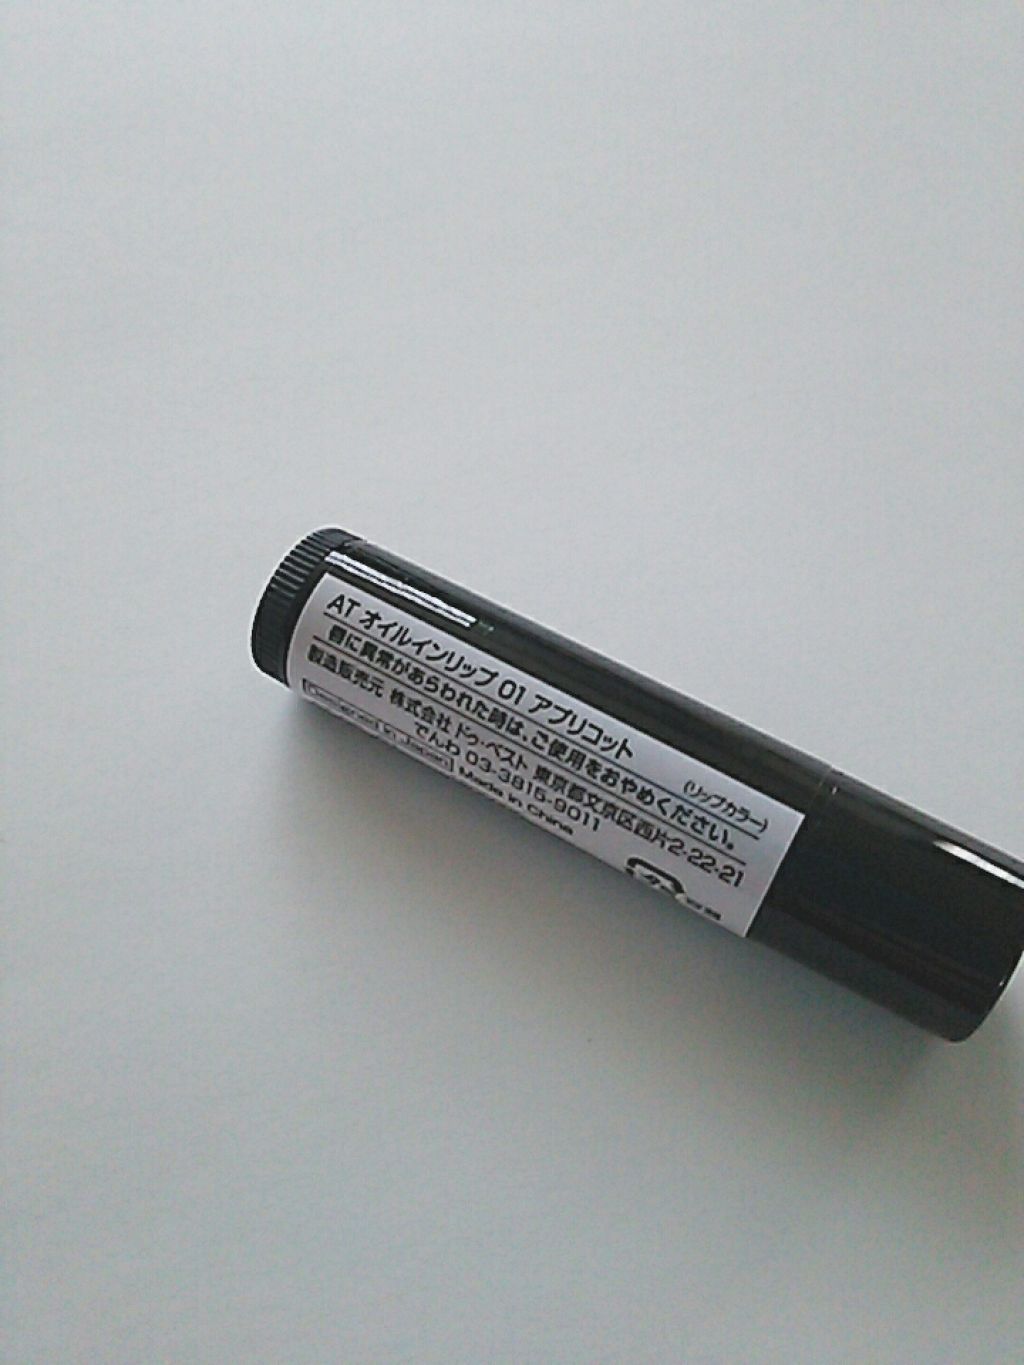 AT オイルインリップ 01 アプリコット
(リップカラー)
唇に異常があらわれた時は、ご使用をおやめください。
製造販売元 株式会社 ドゥ・ベスト 東京都文京区西片2-22-21
でんわ 03-3815-9011
Designed in Japan Made in China